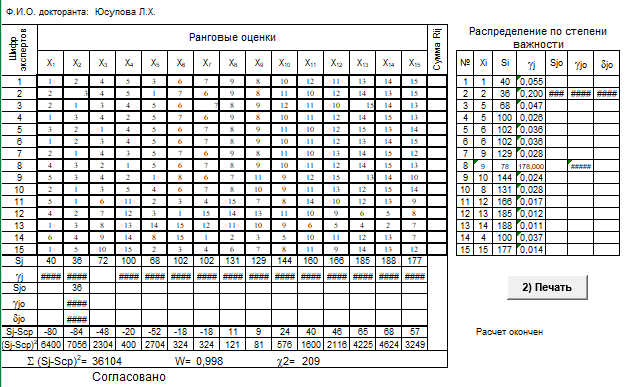 Ф.И.О. докторанта: Юсупова Л.Х.
Шифр экспертов
Ранговые оценки
Сумма Rij
X1 X2 X3 X4 X5 X6 X7 X8 X9 X10 X11 X12 X13 X14 X15
1 1 2 4 5 3 6 7 9 8 10 12 11 13 14 15
2 2 3 4 5 1 7 6 9 8 11 10 12 14 13 15
3 2 1 3 4 5 6 7 8 9 12 11 10 15 14 13
4 1 3 4 2 5 7 6 9 8 11 10 12 13 14 15
5 3 2 1 4 5 6 7 8 9 11 10 12 15 13 14
6 1 2 3 4 5 6 7 9 8 10 11 12 13 14 15
7 2 1 4 3 5 7 6 9 8 11 10 13 14 15 12
8 4 3 2 1 5 6 7 8 9 10 11 12 14 15 13
9 5 3 4 2 1 8 6 7 11 9 12 15 13 14 10
10 2 1 3 5 4 6 7 8 10 9 11 13 12 15 14
11 5 1 6 11 2 3 4 15 7 8 14 10 12 13 9
12 4 2 7 12 3 1 15 14 13 11 10 9 6 5 8
13 1 3 8 13 14 15 12 11 10 9 6 5 4 2 7
14 6 4 9 14 8 15 1 2 3 5 10 11 12 13 7
15 1 5 10 15 2 3 4 6 7 8 11 9 14 13 12
Sj 40 36 72 100 68 102 102 131 129 144 160 166 185 188 177
γj #### #### #### #### #### #### #### #### #### #### #### #### #### ####
Sjo 36
γjo ####
δjo ####
Sj-Sср -80 -84 -48 -20 -52 -18 -18 11 9 24 40 46 65 68 57
(Sj-Sср)2 6400 7056 2304 400 2704 324 324 121 81 576 1600 2116 4225 4624 3249
Σ (Sj-Sср)2= 36104 W= 0,998 χ2= 209
Согласовано
Распределение по степени
важности
№ Xi Si γj Sjo γjo δjo
1 1 40 0,055
2 2 36 0,200 ### #### ####
3 5 68 0,047
4 5 100 0,026
5 6 102 0,036
6 6 102 0,036
7 9 129 0,028
8 9 78 178,000 #####
9 10 144 0,024
10 8 131 0,028
11 12 166 0,017
12 13 185 0,012
13 14 188 0,011
14 4 100 0,037
15 15 177 0,014
2) Печать
Расчет окончен